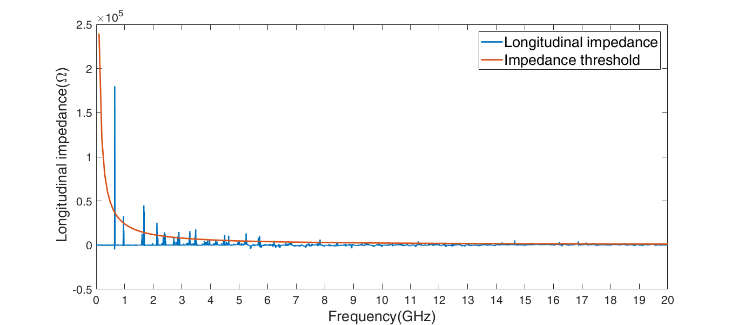 ×10⁵
2.5
2
1.5
1
0.5
0
-0.5
Longitudinal impedance(Ω)
Longitudinal impedance
Impedance threshold
0 1 2 3 4 5 6 7 8 9 10 11 12 13 14 15 16 17 18 19 20
Frequency(GHz)